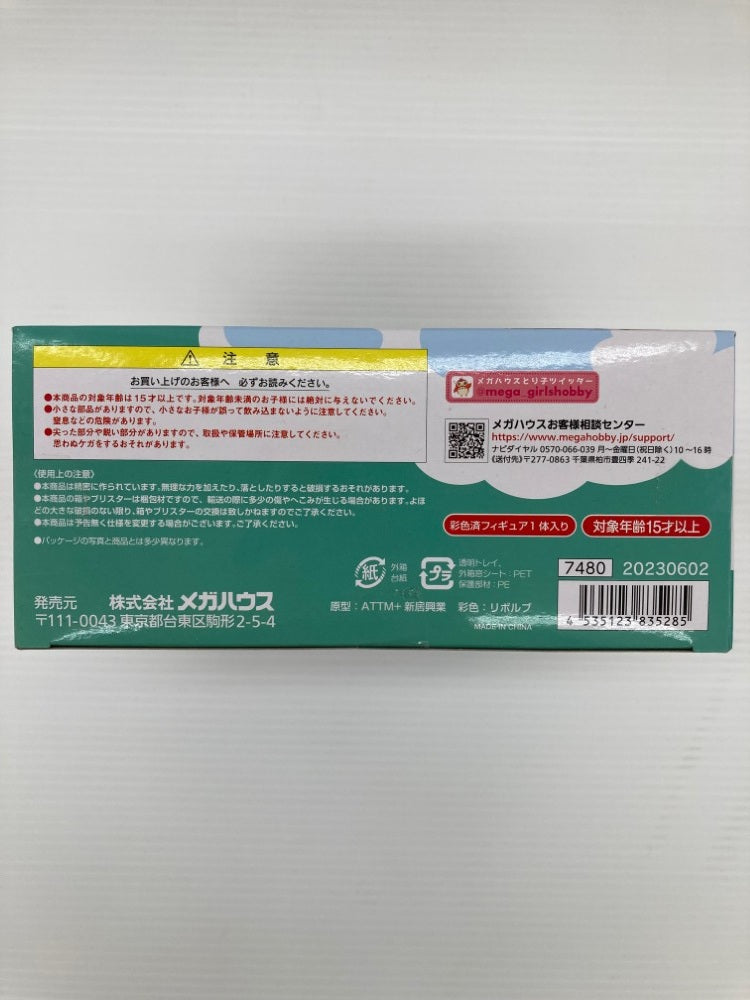 ⚠ 注意
お買い上げのお客様へ 必ずお読みください。
●本商品の対象年齢は15才以上です。対象年齢未満のお子様には絶対に与えないでください。
●小さな部品がありますので、小さなお子様が誤って飲み込まないように注意してください。
窒息などの危険があります。
●尖った部分や鋭い部分がありますので、取扱や保管場所に注意してください。
思わぬケガをするおそれがあります。
〈使用上の注意〉
●本商品は精密に作られています。無理な力を加えたり、落としたりすると破損するおそれがあります。
●本商品の箱やブリスターは梱包材ですので、輸送の際に多少の傷やへこみが生じる場合があります。よほ
どの大きな破損のない限り、箱やブリスターの交換は致しかねますのでご了承ください。
●本商品は予告無く仕様を変更する場合がございます。ご了承ください。
●パッケージの写真と商品とは多少異なります。
発売元 株式会社 メガハウス
〒111-0043 東京都台東区駒形2-5-4
メガハウスとり子ツイッター
@mega_girlshobby
メガハウスお客様相談センター
https://www.megahobby.jp/support/
ナビダイヤル 0570-066-039 月〜金曜日(祝日除く)10〜16時
《送付先》〒277-0863 千葉県柏市豊四季 241-22
彩色済フィギュア1体入り
対象年齢15才以上
紙
外箱
台紙
プラ
透明トレイ、
外箱窓シート:PET
保護部材:PE
7480 20230602
原型:ATTM+ 新居興業 彩色:リボルブ
MADE IN CHINA
4 535123 835285